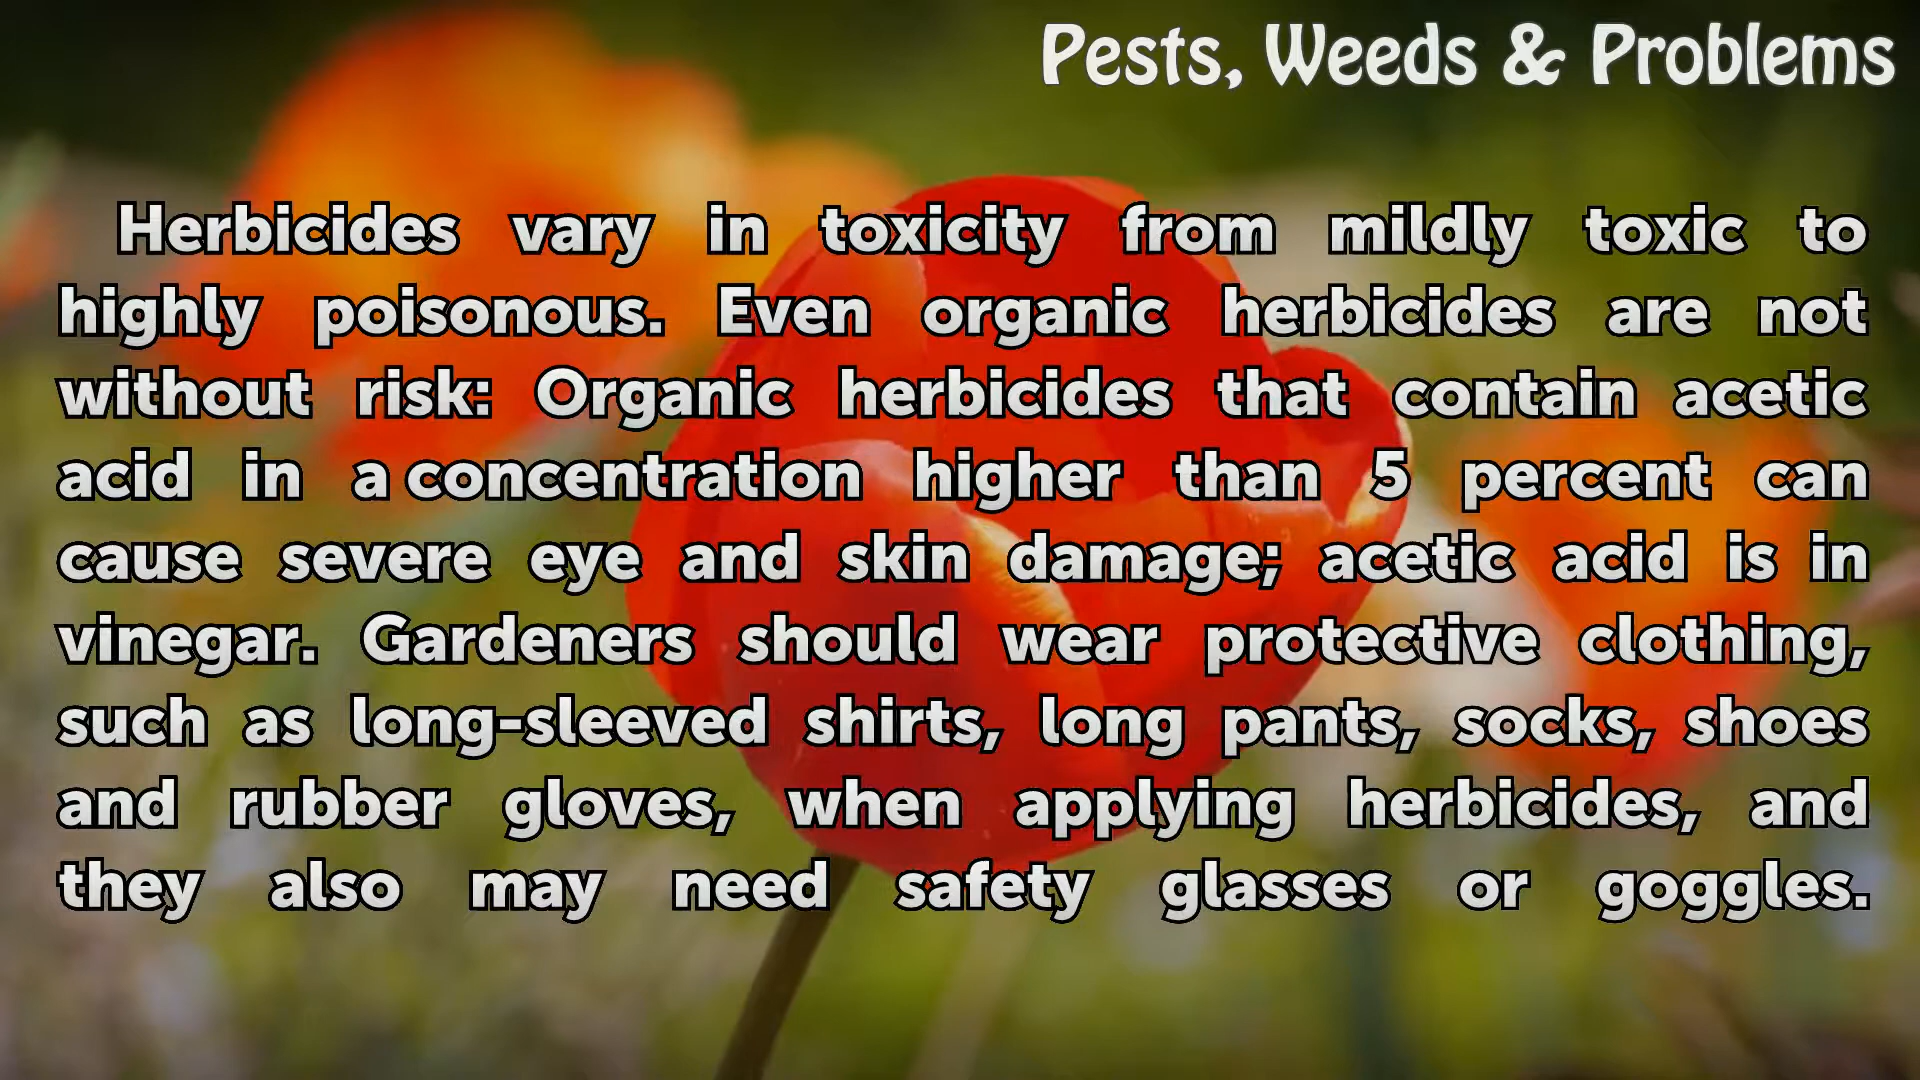 Pests, Weeds & Problems
Herbicides vary in toxicity from mildly toxic to
highly poisonous. Even organic herbicides are not
without risk: Organic herbicides that contain acetic
acid in a concentration higher than 5 percent can
cause severe eye and skin damage; acetic acid is in
vinegar. Gardeners should wear protective clothing,
such as long-sleeved shirts, long pants, socks, shoes
and rubber gloves, when applying herbicides, and
they also may need safety glasses or goggles.